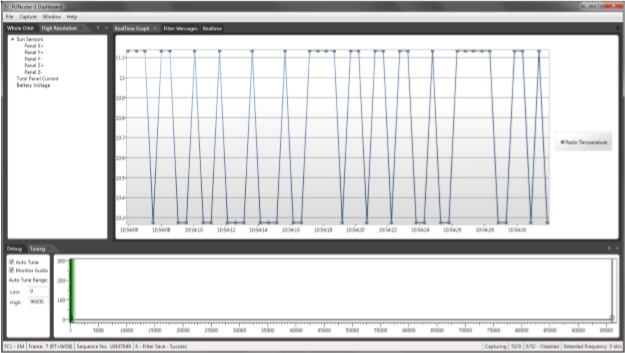 FUNcube-1 Dashboard
File Capture Window Help
Whole Orbit High Resolution
RealTime Graph Filter Messages Realtime
Sun Sensors
Panel X+
Panel Y+
Panel Y-
Panel Z+
Panel Z-
Total Panel Current
Battery Voltage
11.1
11
10.9
10.8
10.7
10.6
10.5
10.4
10.3
Radio Temperature
10:54:06 10:54:08 10:54:10 10:54:12 10:54:14 10:54:16 10:54:18 10:54:20 10:54:22 10:54:24 10:54:26 10:54:28 10:54:30
Debug Tuning
Auto Tune
Monitor Audio
Auto Tune Range:
Low: 0
High: 96000
300
200
100
0
1 5000 10000 15000 20000 25000 30000 35000 40000 45000 50000 55000 60000 65000 70000 75000 80000 85000 90000 95000
FC1 - EM Frame: 7 (RT+WO8) Sequence No. 16437849 6 - Filter Save - Success
Capturing 52/0 0/52 - Disabled Detected Frequency 0 kHz